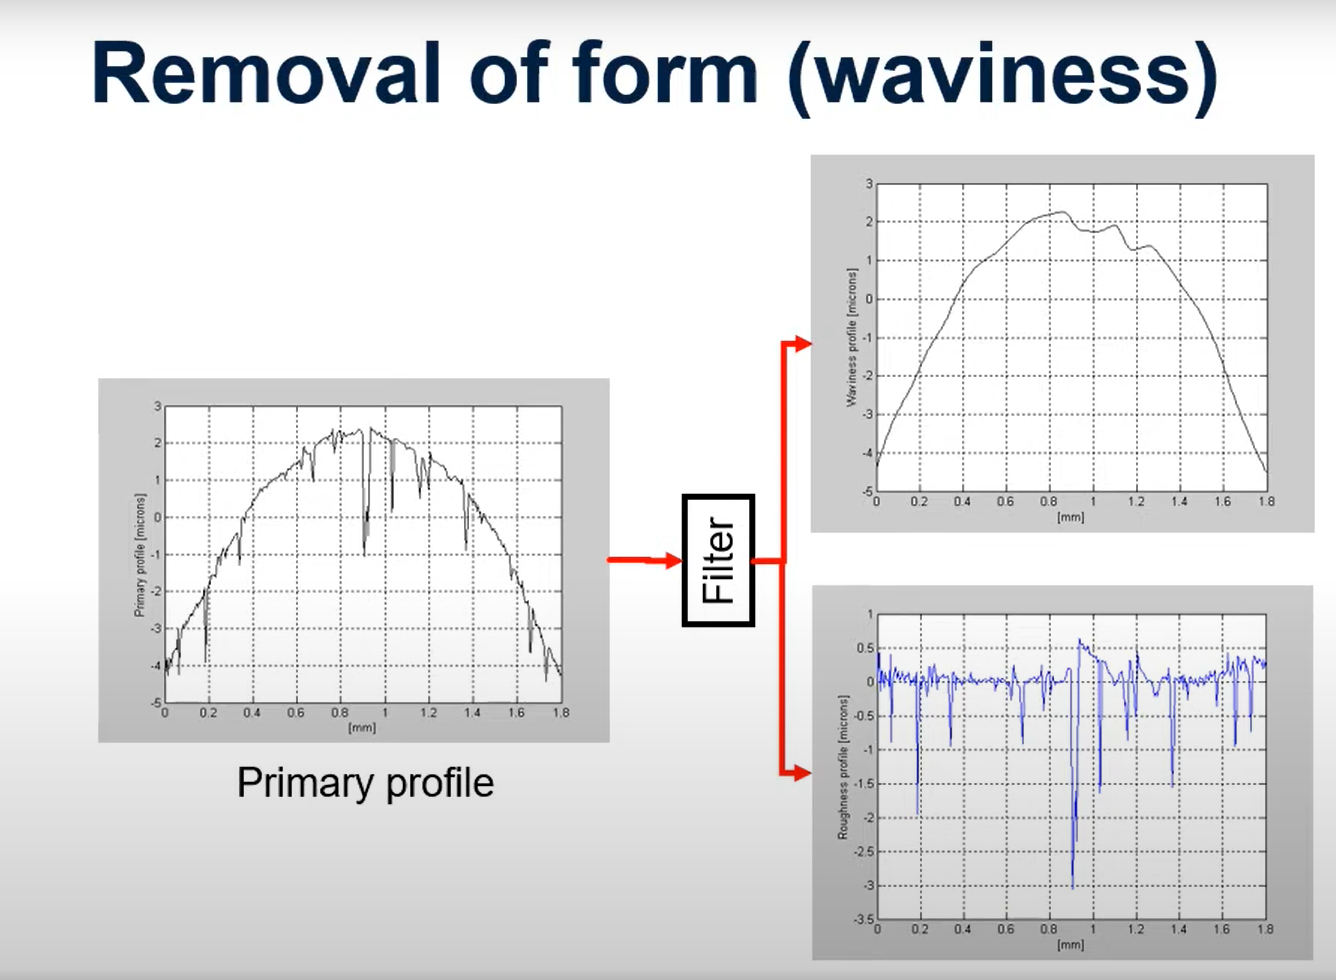 Removal of form (waviness)
3
2
1
0
-1
-2
-3
-4
-5
Waviness profile [microns]
0 0.2 0.4 0.6 0.8 1 1.2 1.4 1.6 1.8
[mm]
3
2
1
0
-1
-2
-3
-4
-5
Primary profile [microns]
0 0.2 0.4 0.6 0.8 1 1.2 1.4 1.6 1.8
[mm]
Primary profile
Filter
1
0.5
0
-0.5
-1
-1.5
-2
-2.5
-3
-3.5
Roughness profile [microns]
0 0.2 0.4 0.6 0.8 1 1.2 1.4 1.6 1.8
[mm]